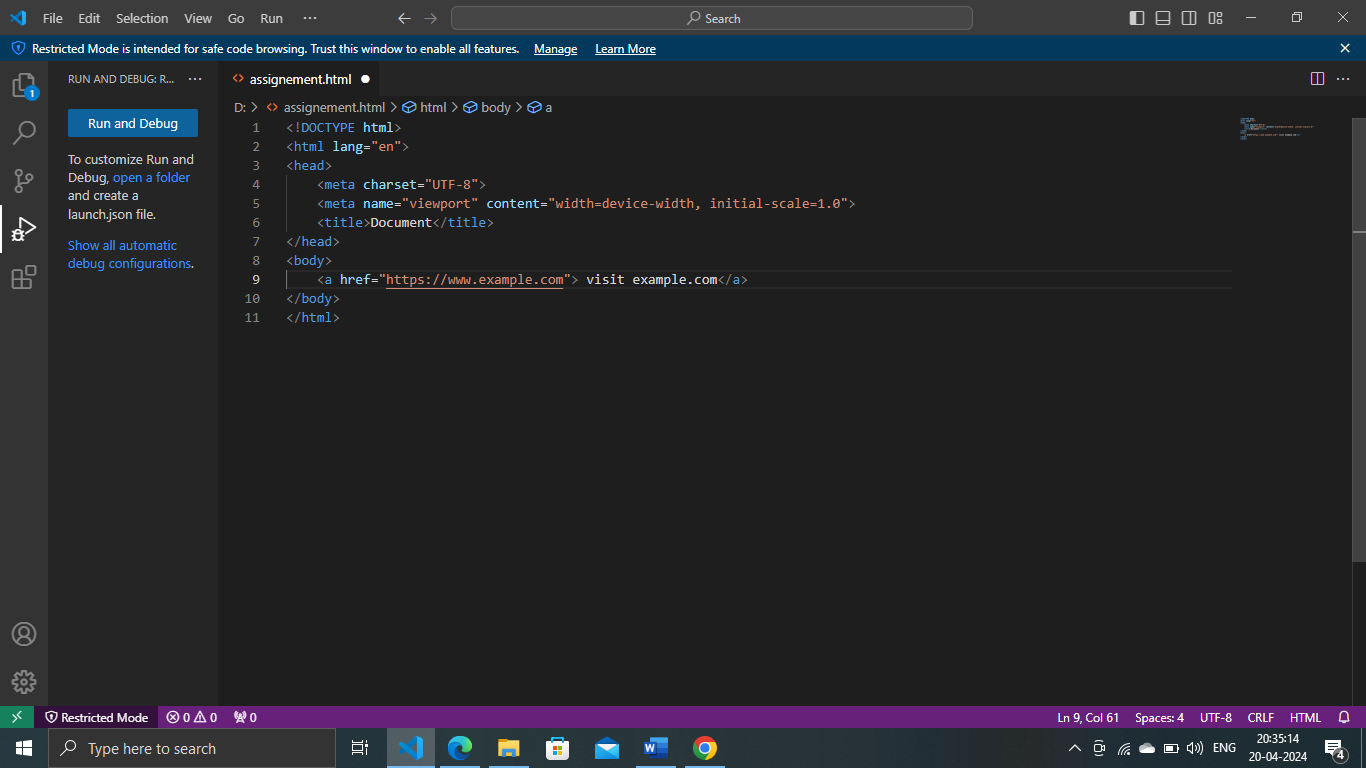 File Edit Selection View Go Run ··· Search
Restricted Mode is intended for safe code browsing. Trust this window to enable all features. Manage Learn More
RUN AND DEBUG: R... ···
assignement.html
D: > assignement.html > html > body > a
1 <!DOCTYPE html>
2 <html lang="en">
3 <head>
4 <meta charset="UTF-8">
5 <meta name="viewport" content="width=device-width, initial-scale=1.0">
6 <title>Document</title>
7 </head>
8 <body>
9 <a href="https://www.example.com"> visit example.com</a>
10 </body>
11 </html>
1
Run and Debug
To customize Run and
Debug, open a folder
and create a
launch.json file.
Show all automatic
debug configurations.
Restricted Mode 0 0 0 Ln 9, Col 61 Spaces: 4 UTF-8 CRLF HTML
Type here to search
W
ENG
20:35:14
20-04-2024
4